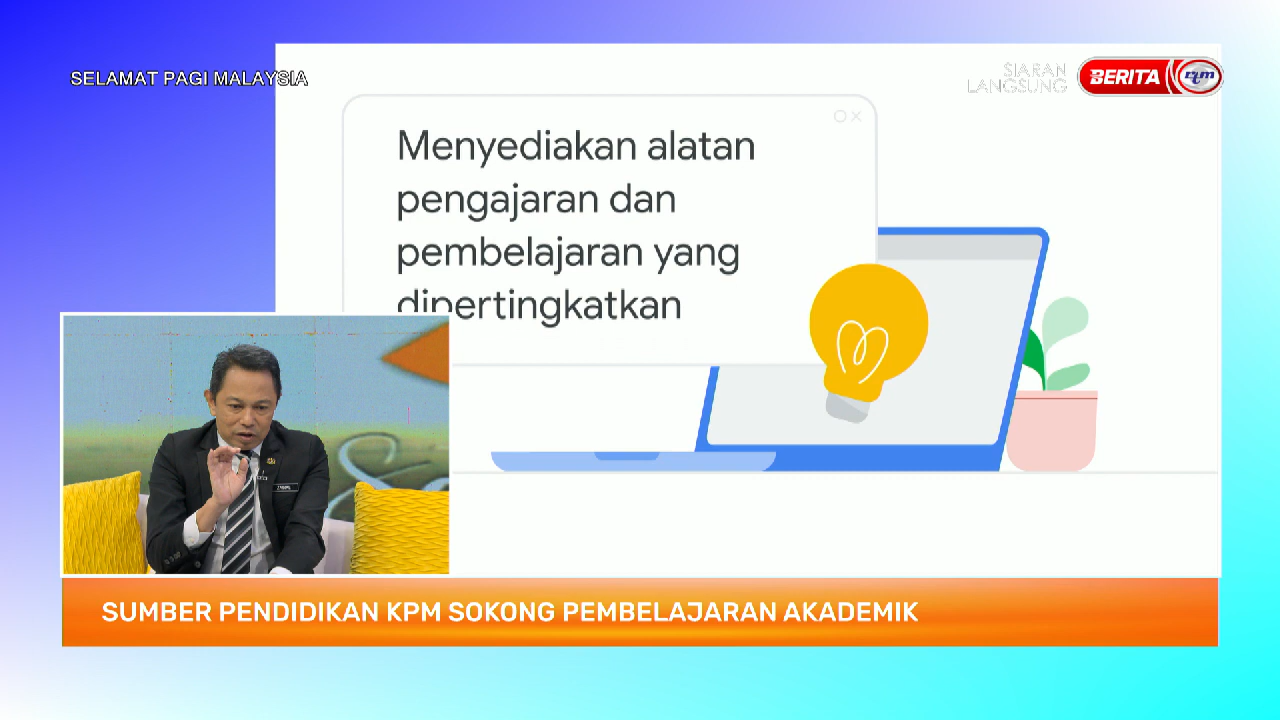 SELAMAT PAGI MALAYSIA
SIARAN
LANGSUNG
BERITA rtm
Menyediakan alatan
pengajaran dan
pembelajaran yang
dipertingkatkan
SUMBER PENDIDIKAN KPM SOKONG PEMBELAJARAN AKADEMIK